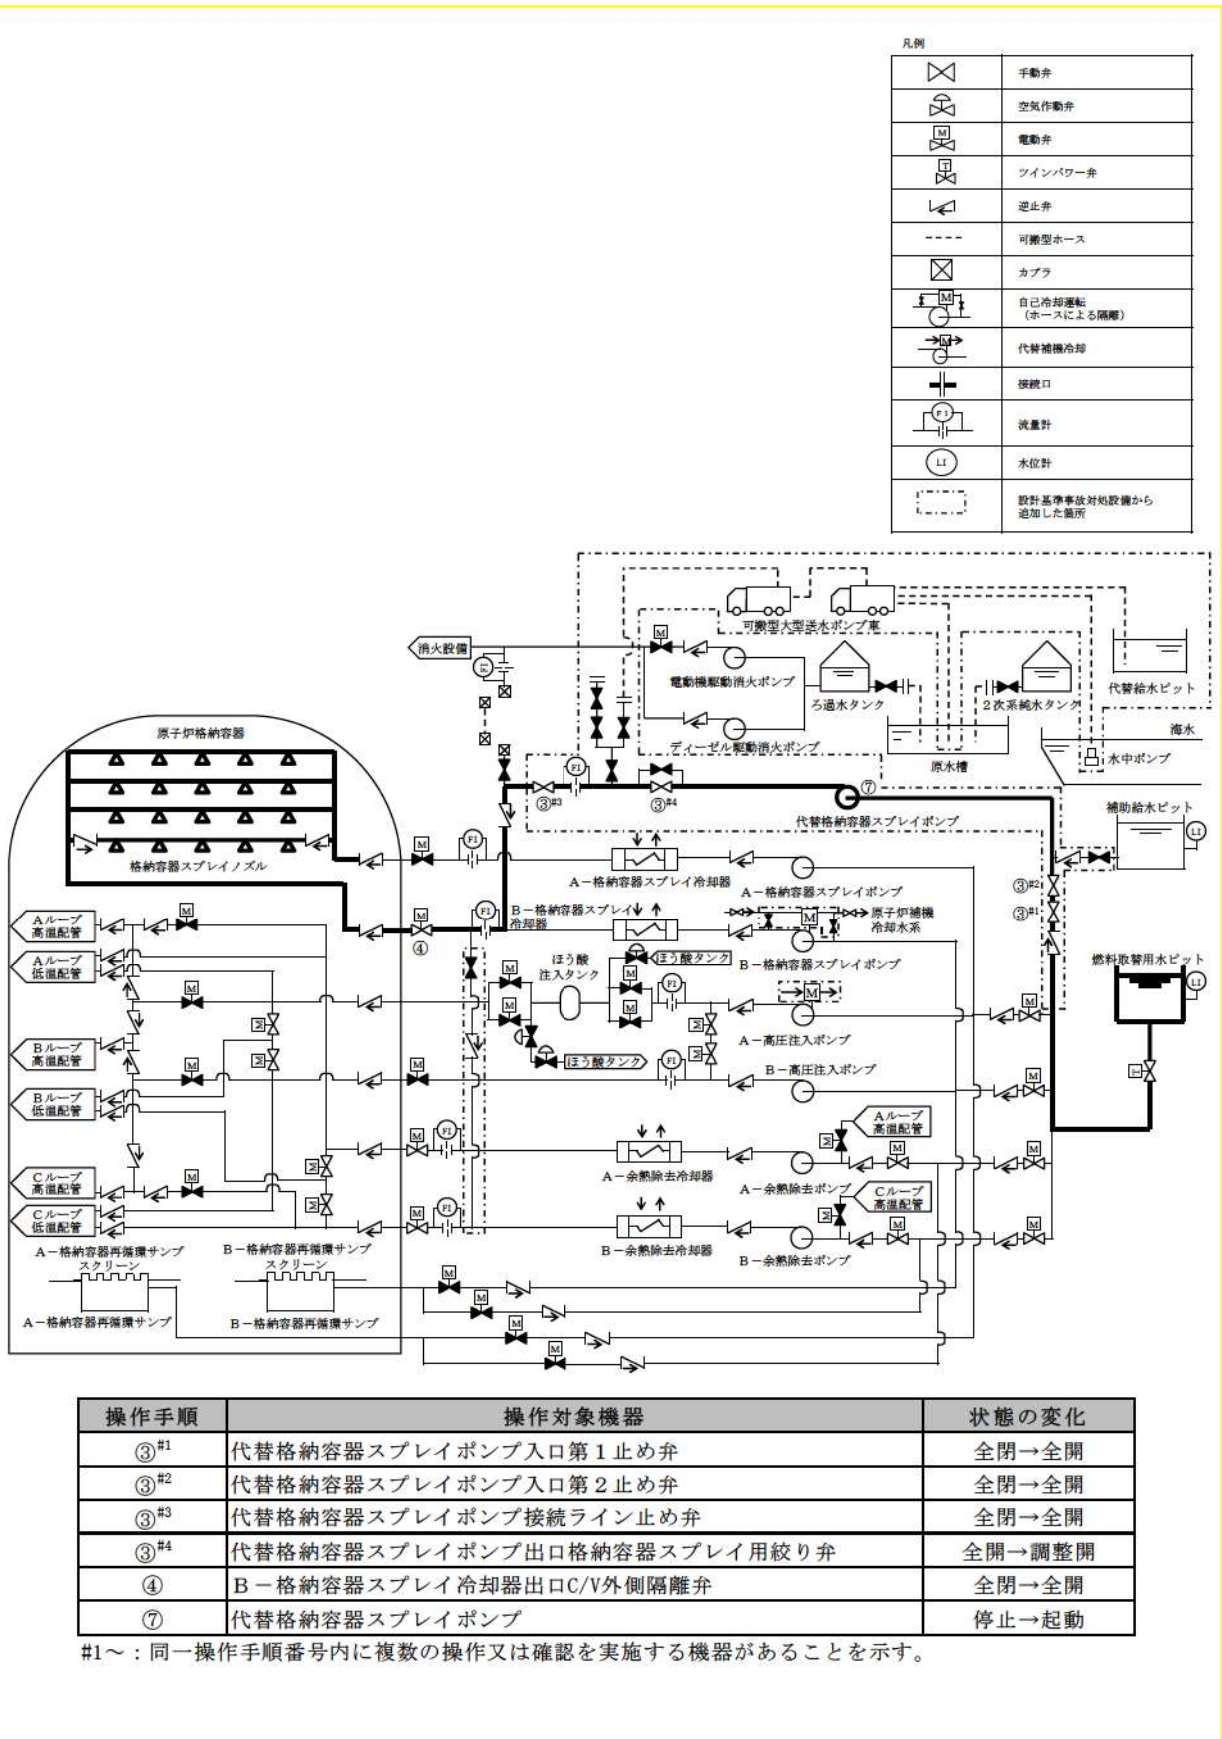 凡例
手動弁
空気作動弁
M
電動弁
T
ツインパワー弁
逆止弁
可搬型ホース
カプラ
M
自己冷却運転
（ホースによる隔離）
M
代替補機冷却
接続口
FI
流量計
LI
水位計
設計基準事故対処設備から
追加した箇所
可搬型大型送水ポンプ車
消火設備
M
FI
電動機駆動消火ポンプ
ろ過水タンク
2次系純水タンク
代替給水ピット
海水
ディーゼル駆動消火ポンプ
原水槽
水中ポンプ
原子炉格納容器
FI
③#3
③#4
⑦
代替格納容器スプレイポンプ
補助給水ピット
LI
格納容器スプレイノズル
M
FI
A－格納容器スプレイ冷却器
A－格納容器スプレイポンプ
③#2
③#1
Aループ
高温配管
M
M
④
FI
B－格納容器スプレイ
冷却器
M
原子炉補機
冷却水系
B－格納容器スプレイポンプ
燃料取替用水ピット
LI
Aループ
低温配管
M
M
M
ほう酸
注入タンク
ほう酸タンク
M
M
FI
M
M
A－高圧注入ポンプ
M
T
Bループ
高温配管
M
M
M
M
ほう酸タンク
FI
M
B－高圧注入ポンプ
M
Bループ
低温配管
M
FI
A－余熱除去冷却器
A－余熱除去ポンプ
Aループ
高温配管
M
M
M
Cループ
高温配管
M
M
M
Cループ
低温配管
M
FI
B－余熱除去冷却器
B－余熱除去ポンプ
Cループ
高温配管
M
M
M
A－格納容器再循環サンプ
スクリーン
B－格納容器再循環サンプ
スクリーン
A－格納容器再循環サンプ
B－格納容器再循環サンプ
M
M
M
M
操作手順 操作対象機器 状態の変化
③#1 代替格納容器スプレイポンプ入口第1止め弁 全閉→全開
③#2 代替格納容器スプレイポンプ入口第2止め弁 全閉→全開
③#3 代替格納容器スプレイポンプ接続ライン止め弁 全閉→全開
③#4 代替格納容器スプレイポンプ出口格納容器スプレイ用絞り弁 全開→調整開
④ B－格納容器スプレイ冷却器出口C/V外側隔離弁 全閉→全開
⑦ 代替格納容器スプレイポンプ 停止→起動
#1～：同一操作手順番号内に複数の操作又は確認を実施する機器があることを示す。